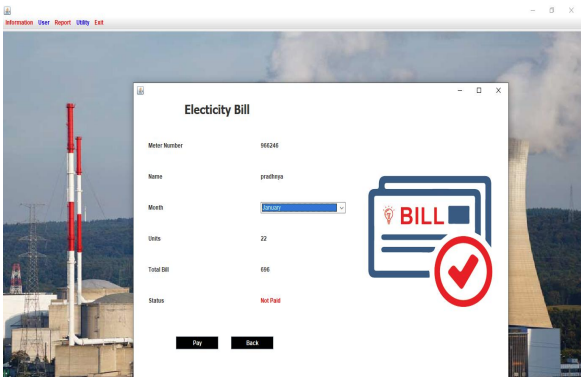 Information User Report Utility Exit
Electicity Bill
Meter Number 966246
Name pradhnya
Month January
BILL
Units 22
Total Bill 696
Status Not Paid
Pay Back